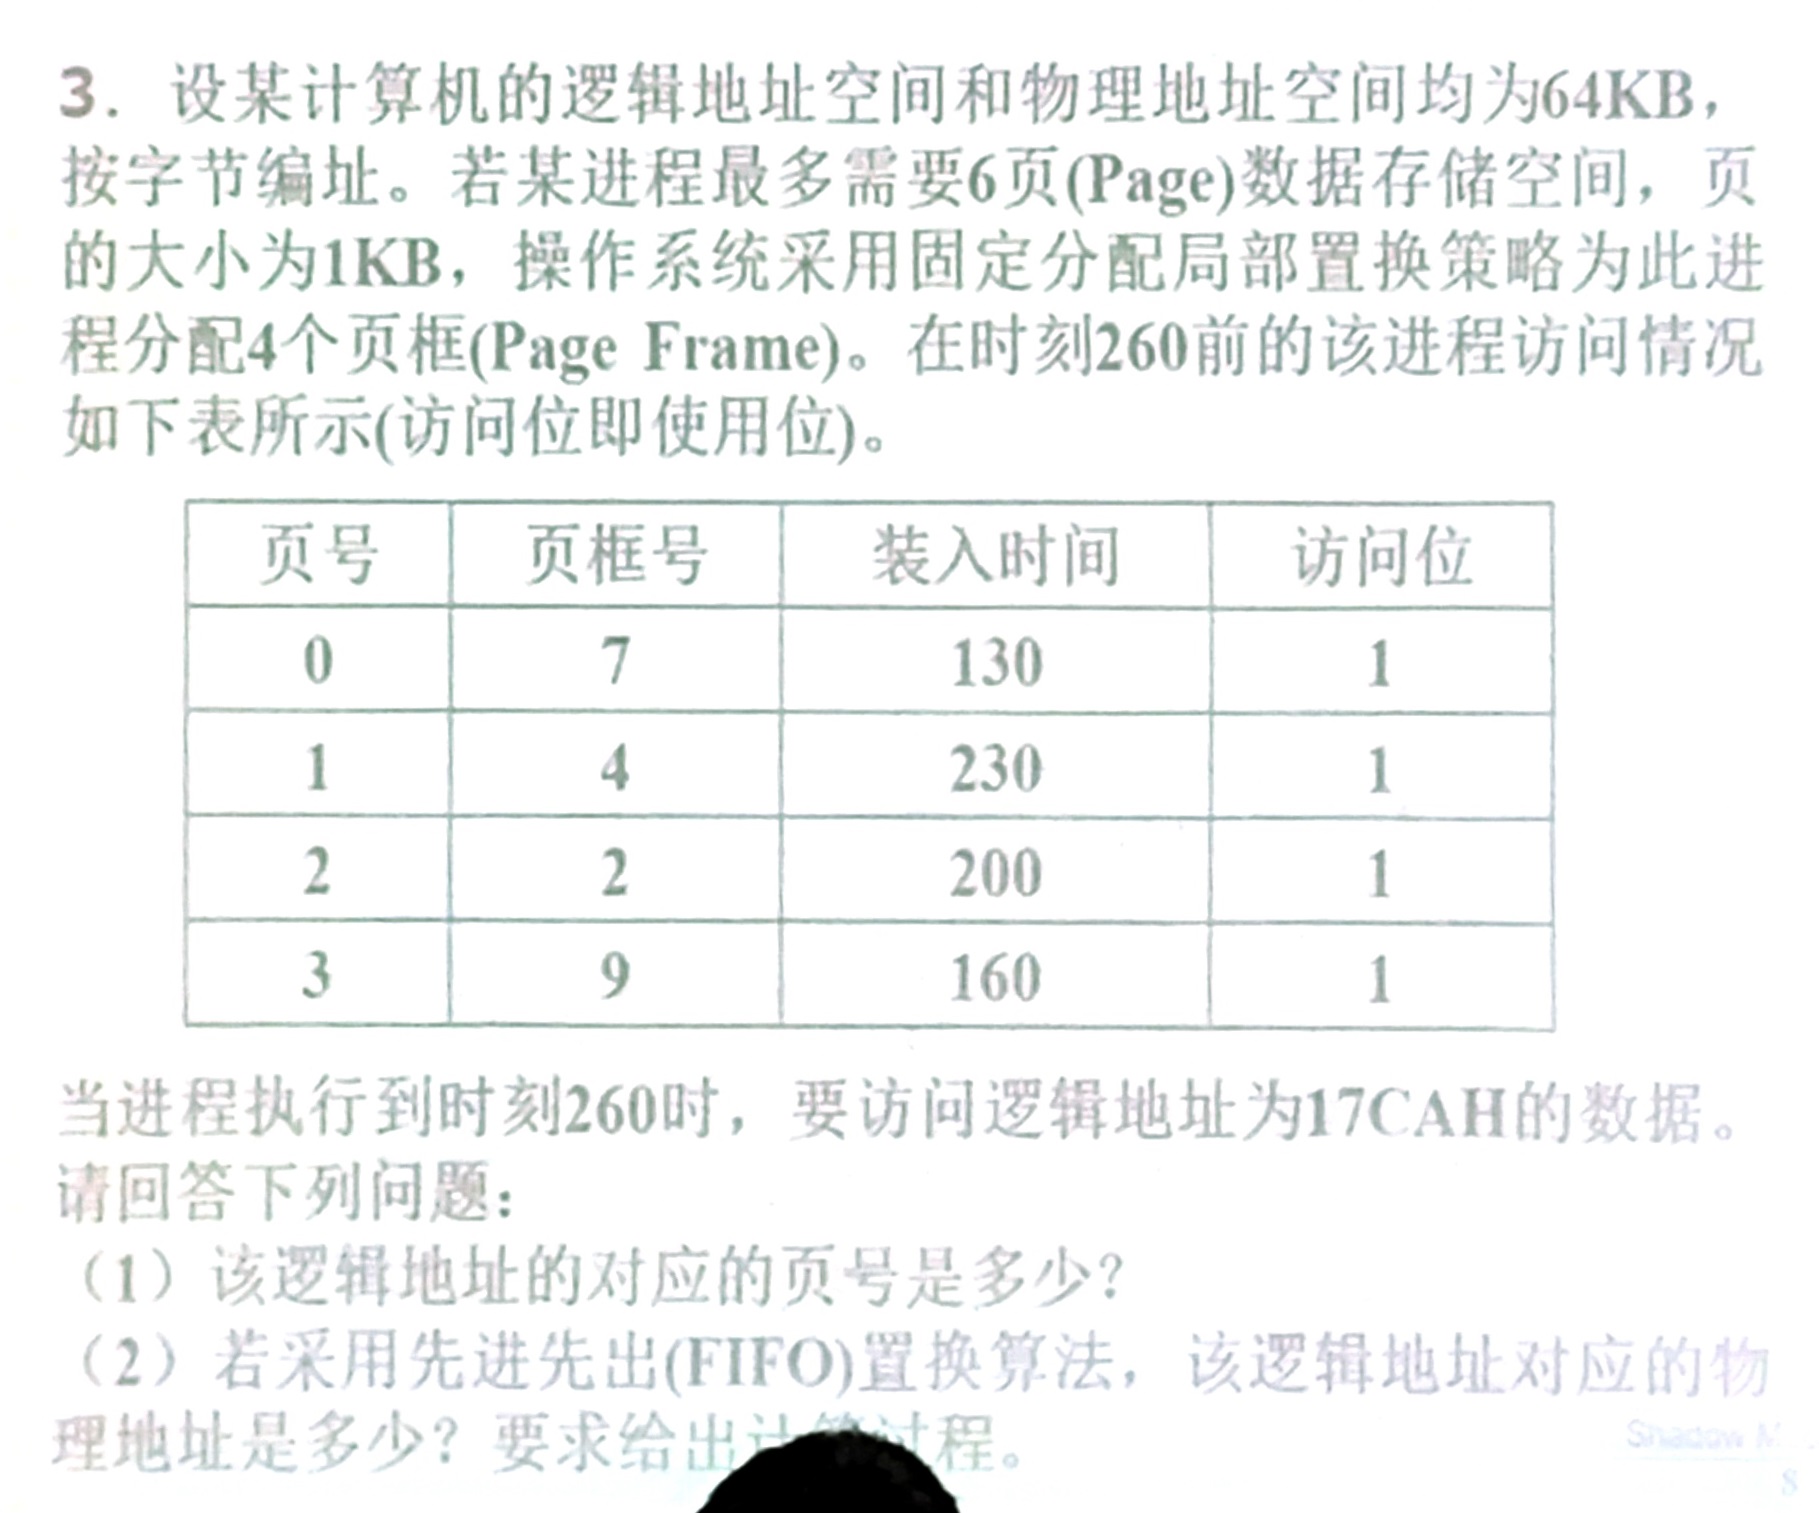 3. 设某计算机的逻辑地址空间和物理地址空间均为64KB，
按字节编址。若某进程最多需要6页(Page)数据存储空间，页
的大小为1KB，操作系统采用固定分配局部置换策略为此进
程分配4个页框(Page Frame)。在时刻260前的该进程访问情况
如下表所示(访问位即使用位)。
页号 页框号 装入时间 访问位
0 7 130 1
1 4 230 1
2 2 200 1
3 9 160 1
当进程执行到时刻260时，要访问逻辑地址为17CAH的数据。
请回答下列问题：
（1）该逻辑地址的对应的页号是多少？
（2）若采用先进先出(FIFO)置换算法，该逻辑地址对应的物
理地址是多少？要求给出计算过程。
Shadow M
8